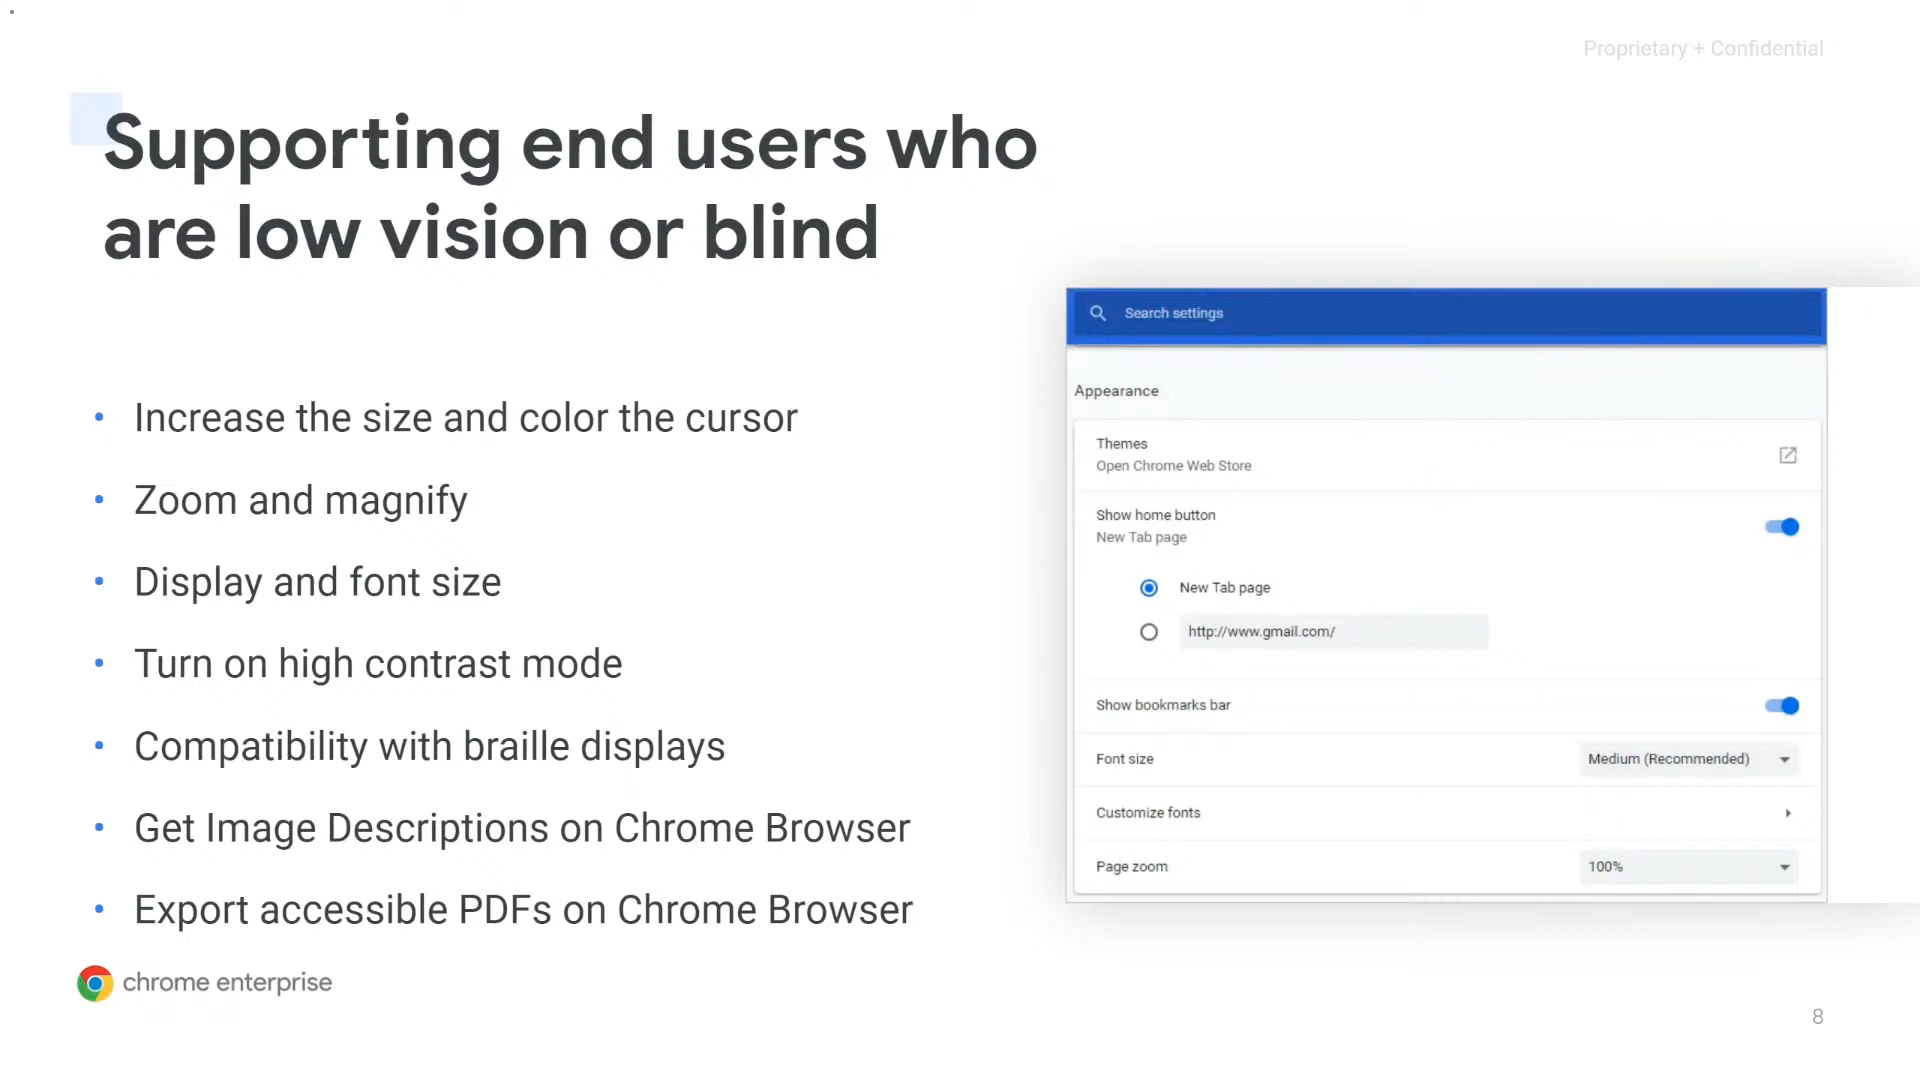 Proprietary + Confidential
Supporting end users who
are low vision or blind
• Increase the size and color the cursor
• Zoom and magnify
• Display and font size
• Turn on high contrast mode
• Compatibility with braille displays
• Get Image Descriptions on Chrome Browser
• Export accessible PDFs on Chrome Browser
Search settings
Appearance
Themes
Open Chrome Web Store
Show home button
New Tab page
New Tab page
http://www.gmail.com/
Show bookmarks bar
Font size Medium (Recommended)
Customize fonts
Page zoom 100%
chrome enterprise
8